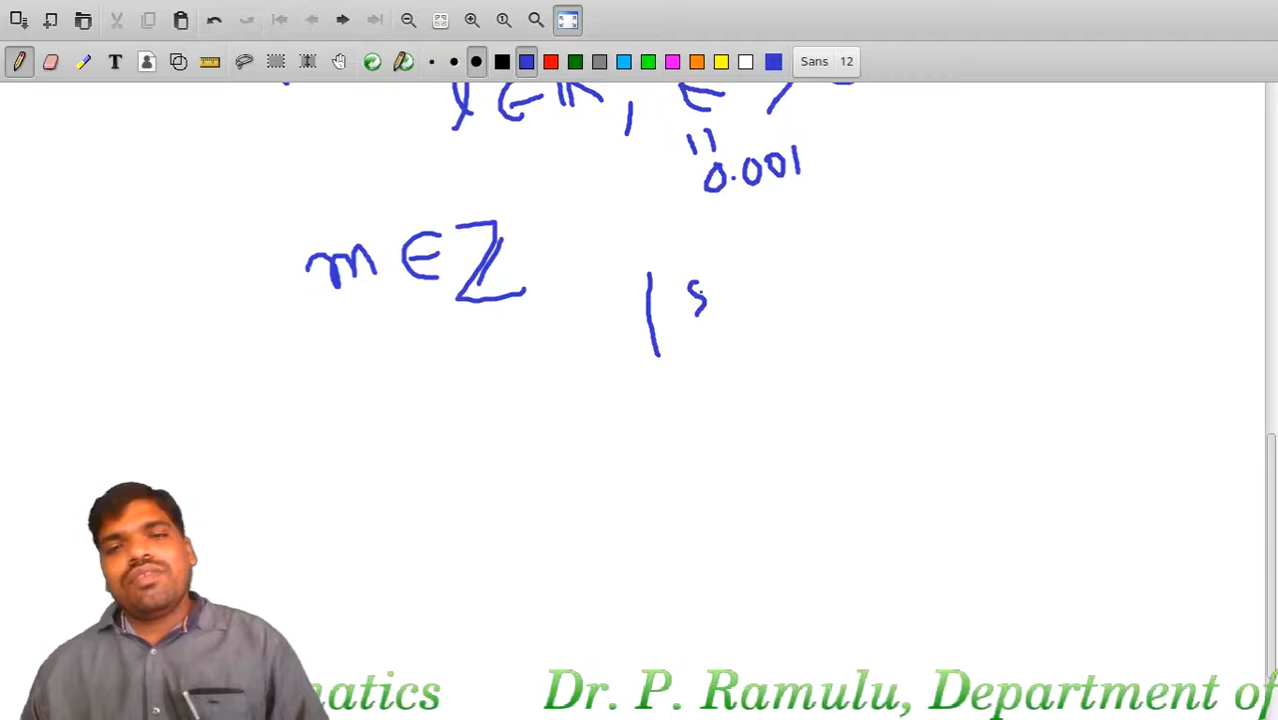 Sans 12
l ∈ ℝ, ∈ >
"
0.001
m ∈ ℤ
| s
matics Dr. P. Ramulu, Department of